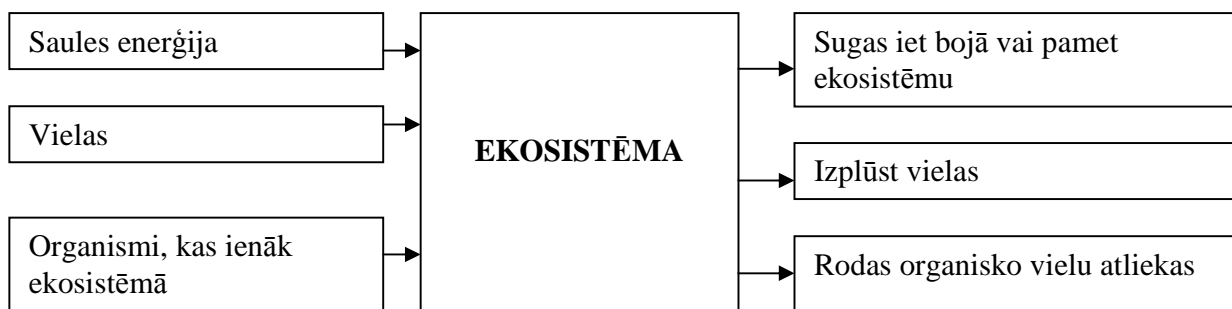 Saules enerģija
Vielas
Organismi, kas ienāk
ekosistēmā
EKOSISTĒMA
Sugas iet bojā vai pamet
ekosistēmu
Izplūst vielas
Rodas organisko vielu atliekas